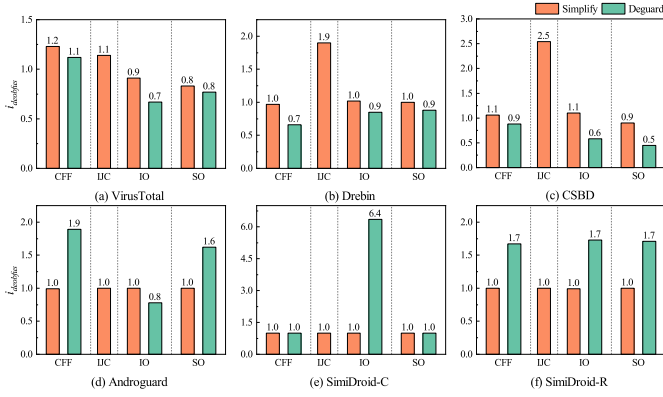 Simplify Deguard
i_deobfus
1.5
1.0
0.5
0.0
1.2 1.1 1.1 0.9 0.7 0.8 0.8
CFF IJC IO SO
(a) VirusTotal
2.0
1.5
1.0
0.5
0.0
1.0 0.7 1.9 1.0 0.9 1.0 0.9
CFF IJC IO SO
(b) Drebin
3.0
2.5
2.0
1.5
1.0
0.5
0.0
1.1 0.9 2.5 1.1 0.6 0.9 0.5
CFF IJC IO SO
(c) CSBD
i_deobfus
2.0
1.5
1.0
0.5
0.0
1.0 1.9 1.0 1.0 0.8 1.0 1.6
CFF IJC IO SO
(d) Androguard
6.0
4.5
3.0
1.5
0.0
1.0 1.0 1.0 1.0 6.4 1.0 1.0
CFF IJC IO SO
(e) SimiDroid-C
2.0
1.5
1.0
0.5
0.0
1.0 1.7 1.0 1.0 1.7 1.0 1.7
CFF IJC IO SO
(f) SimiDroid-R